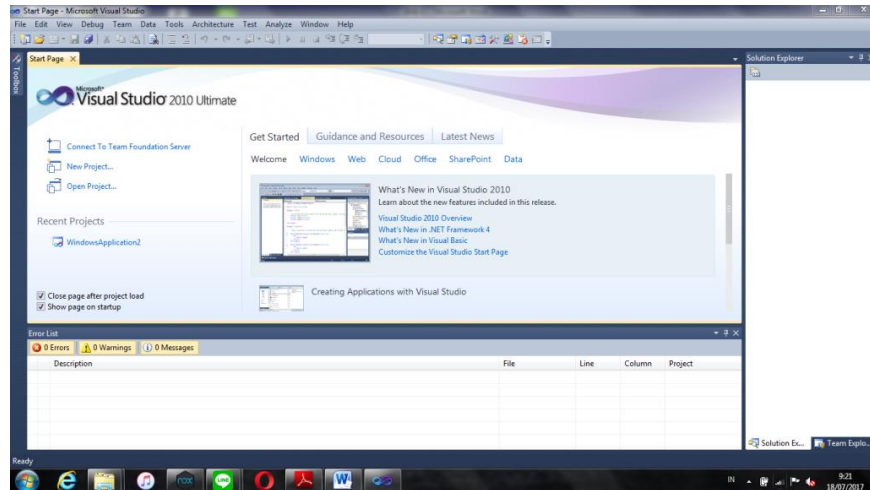 Start Page - Microsoft Visual Studio
File Edit View Debug Team Data Tools Architecture Test Analyze Window Help
Toolbox
Start Page
Solution Explorer
Microsoft
Visual Studio 2010 Ultimate
Connect To Team Foundation Server
New Project...
Open Project...
Recent Projects
WindowsApplication2
Close page after project load
Show page on startup
Get Started Guidance and Resources Latest News
Welcome Windows Web Cloud Office SharePoint Data
What's New in Visual Studio 2010
Learn about the new features included in this release.
Visual Studio 2010 Overview
What's New in .NET Framework 4
What's New in Visual Basic
Customize the Visual Studio Start Page
Creating Applications with Visual Studio
Error List
0 Errors 0 Warnings 0 Messages
Description File Line Column Project
Solution Ex... Team Explo...
Ready
nox LINE W
IN
9:21
18/07/2017